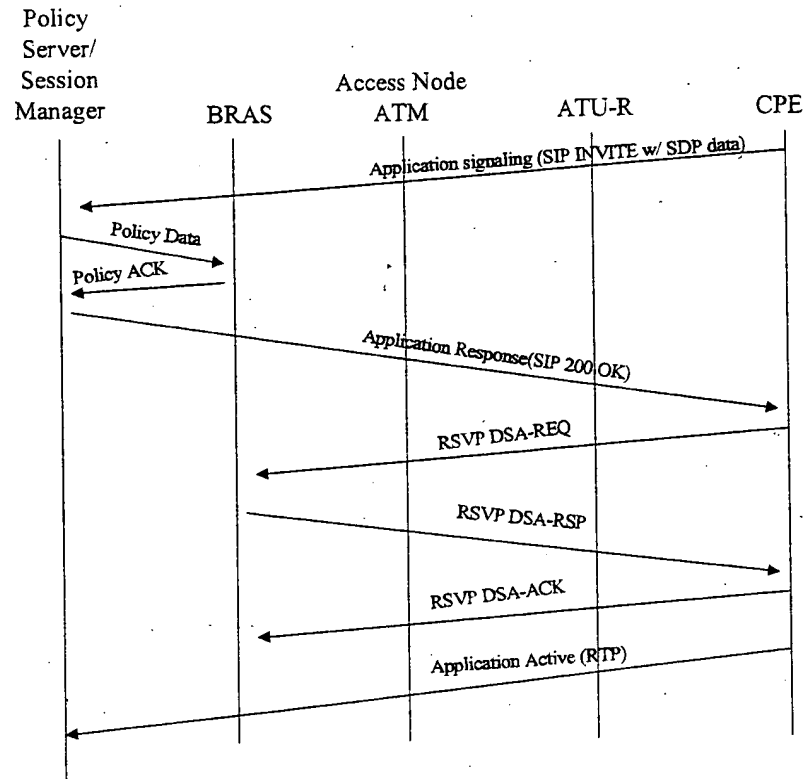 Policy
Server/
Session
Manager
BRAS
Access Node
ATM
ATU-R
CPE
Application signaling (SIP INVITE w/ SDP data)
Policy Data
Policy ACK
Application Response(SIP 200 OK)
RSVP DSA-REQ
RSVP DSA-RSP
RSVP DSA-ACK
Application Active (RTP)